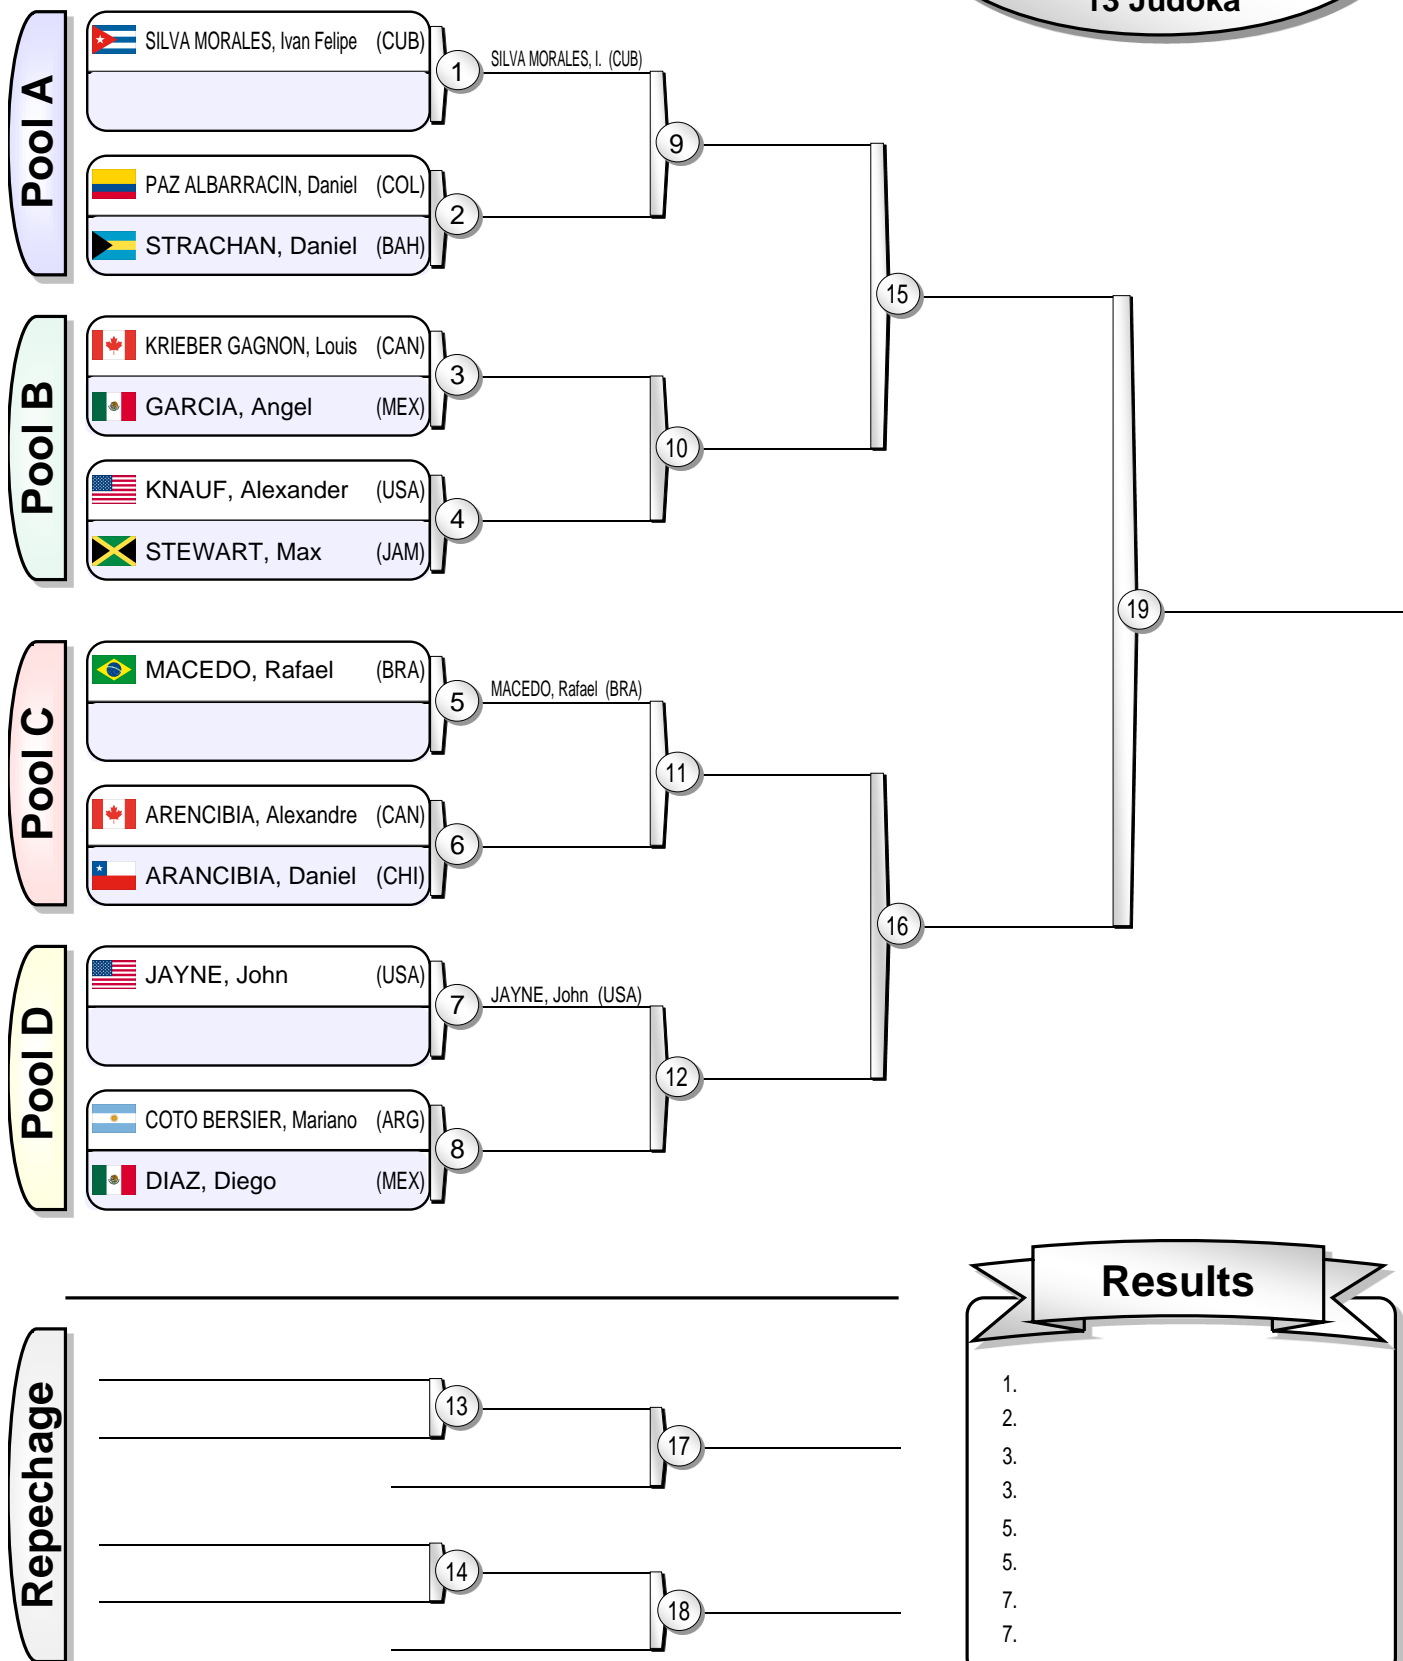 13 Judoka
Pool A
SILVA MORALES, Ivan Felipe (CUB)
1
SILVA MORALES, I. (CUB)
9
PAZ ALBARRACIN, Daniel (COL)
2
STRACHAN, Daniel (BAH)
15
Pool B
KRIEBER GAGNON, Louis (CAN)
3
GARCIA, Angel (MEX)
10
KNAUF, Alexander (USA)
4
STEWART, Max (JAM)
19
Pool C
MACEDO, Rafael (BRA)
5
MACEDO, Rafael (BRA)
11
ARENCIBIA, Alexandre (CAN)
6
ARANCIBIA, Daniel (CHI)
16
Pool D
JAYNE, John (USA)
7
JAYNE, John (USA)
12
COTO BERSIER, Mariano (ARG)
8
DIAZ, Diego (MEX)
Repechage
13
17
14
18
Results
1.
2.
3.
3.
5.
5.
7.
7.